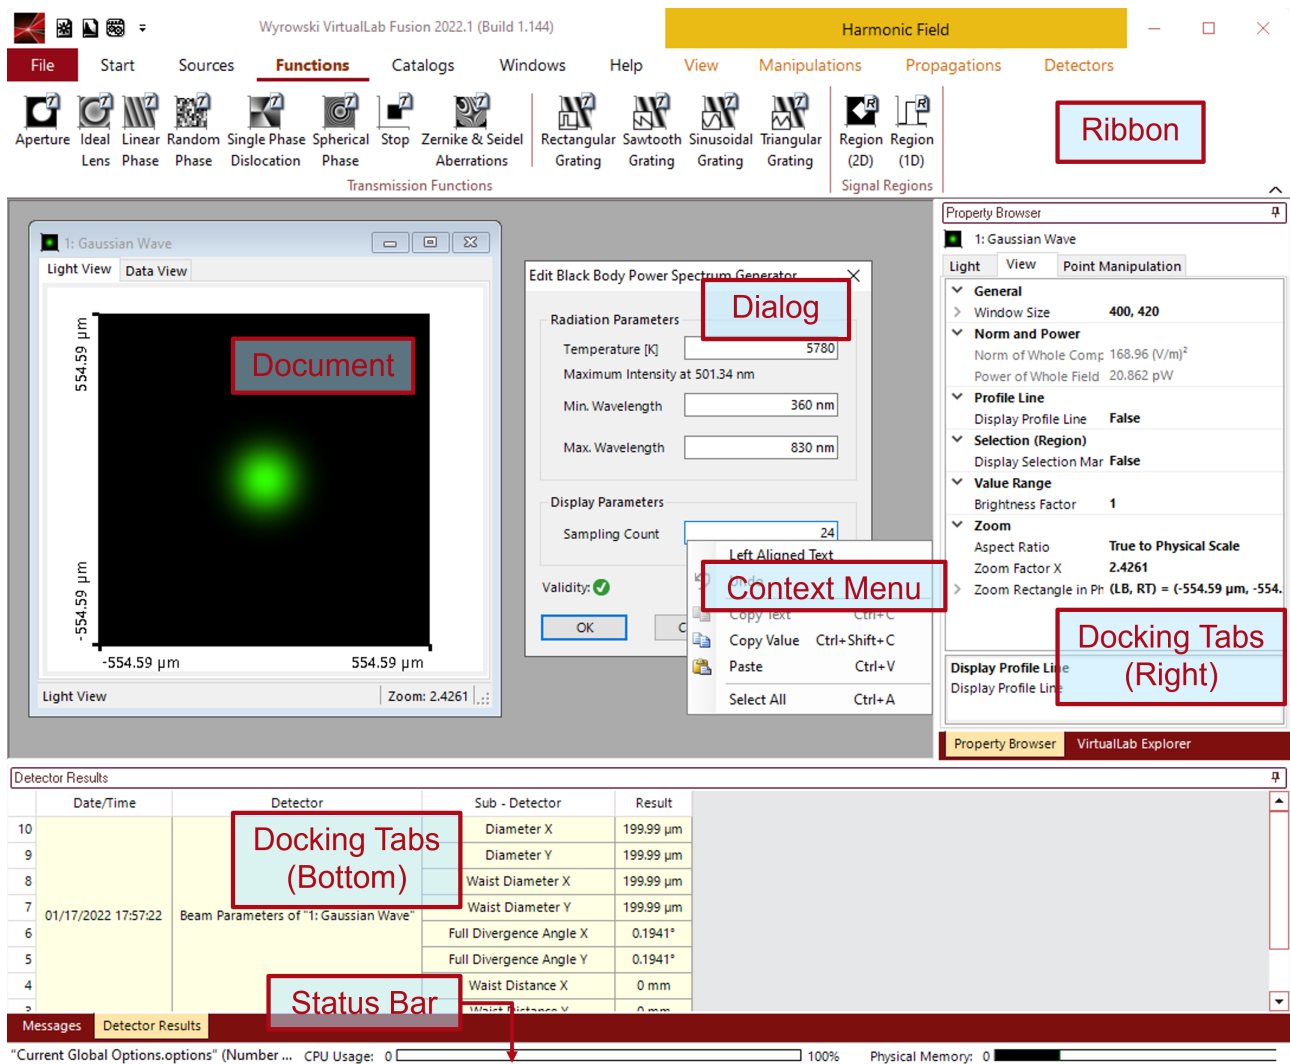 Wyrowski VirtualLab Fusion 2022.1 (Build 1.144)
Harmonic Field
File Start Sources Functions Catalogs Windows Help View Manipulations Propagations Detectors
Aperture Ideal Lens Linear Phase Random Phase Single Phase Dislocation Spherical Phase Stop Zernike & Seidel Aberrations Rectangular Grating Sawtooth Grating Sinusoidal Grating Triangular Grating Region (2D) Region (1D)
Transmission Functions
Signal Regions
Ribbon
1: Gaussian Wave
Light View Data View
554.59 µm
-554.59 µm
-554.59 µm 554.59 µm
Document
Light View Zoom: 2.4261
Edit Black Body Power Spectrum Generator
Dialog
Radiation Parameters
Temperature [K] 5780
Maximum Intensity at 501.34 nm
Min. Wavelength 360 nm
Max. Wavelength 830 nm
Display Parameters
Sampling Count 24
Validity:
OK C
Left Aligned Text
Undo
Context Menu
Copy Text Ctrl+C
Copy Value Ctrl+Shift+C
Paste Ctrl+V
Select All Ctrl+A
Property Browser
1: Gaussian Wave
Light View Point Manipulation
General
Window Size 400, 420
Norm and Power
Norm of Whole Comp 168.96 (V/m)²
Power of Whole Field 20.862 pW
Profile Line
Display Profile Line False
Selection (Region)
Display Selection Mar False
Value Range
Brightness Factor 1
Zoom
Aspect Ratio True to Physical Scale
Zoom Factor X 2.4261
Zoom Rectangle in Ph (LB, RT) = (-554.59 µm, -554.
Docking Tabs
(Right)
Display Profile Line
Display Profile Line
Property Browser VirtualLab Explorer
Detector Results
Date/Time Detector Sub - Detector Result
10 Diameter X 199.99 µm
9 Diameter Y 199.99 µm
8 Waist Diameter X 199.99 µm
7 01/17/2022 17:57:22 Beam Parameters of "1: Gaussian Wave" Waist Diameter Y 199.99 µm
6 Full Divergence Angle X 0.1941°
5 Full Divergence Angle Y 0.1941°
4 Waist Distance X 0 mm
3 Waist Distance Y 0 mm
Docking Tabs
(Bottom)
Status Bar
Messages Detector Results
"Current Global Options.options" (Number ... CPU Usage: 0 100% Physical Memory: 0